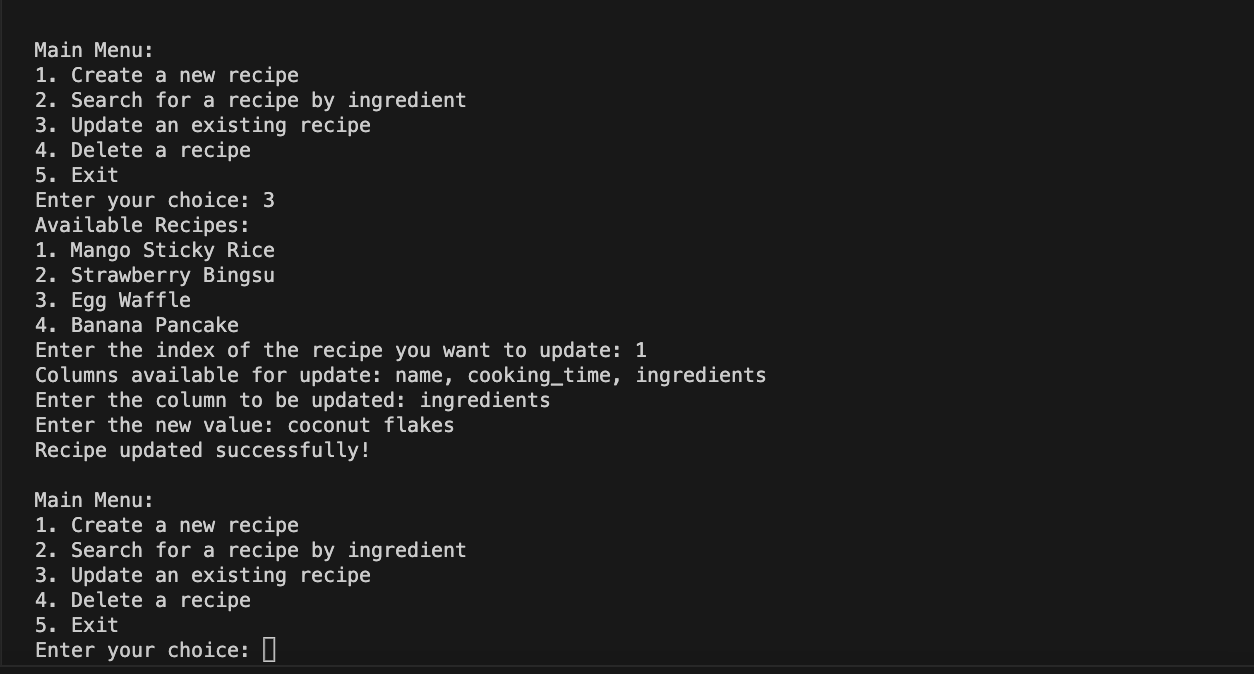 Main Menu:
1. Create a new recipe
2. Search for a recipe by ingredient
3. Update an existing recipe
4. Delete a recipe
5. Exit
Enter your choice: 3
Available Recipes:
1. Mango Sticky Rice
2. Strawberry Bingsu
3. Egg Waffle
4. Banana Pancake
Enter the index of the recipe you want to update: 1
Columns available for update: name, cooking_time, ingredients
Enter the column to be updated: ingredients
Enter the new value: coconut flakes
Recipe updated successfully!
Main Menu:
1. Create a new recipe
2. Search for a recipe by ingredient
3. Update an existing recipe
4. Delete a recipe
5. Exit
Enter your choice: